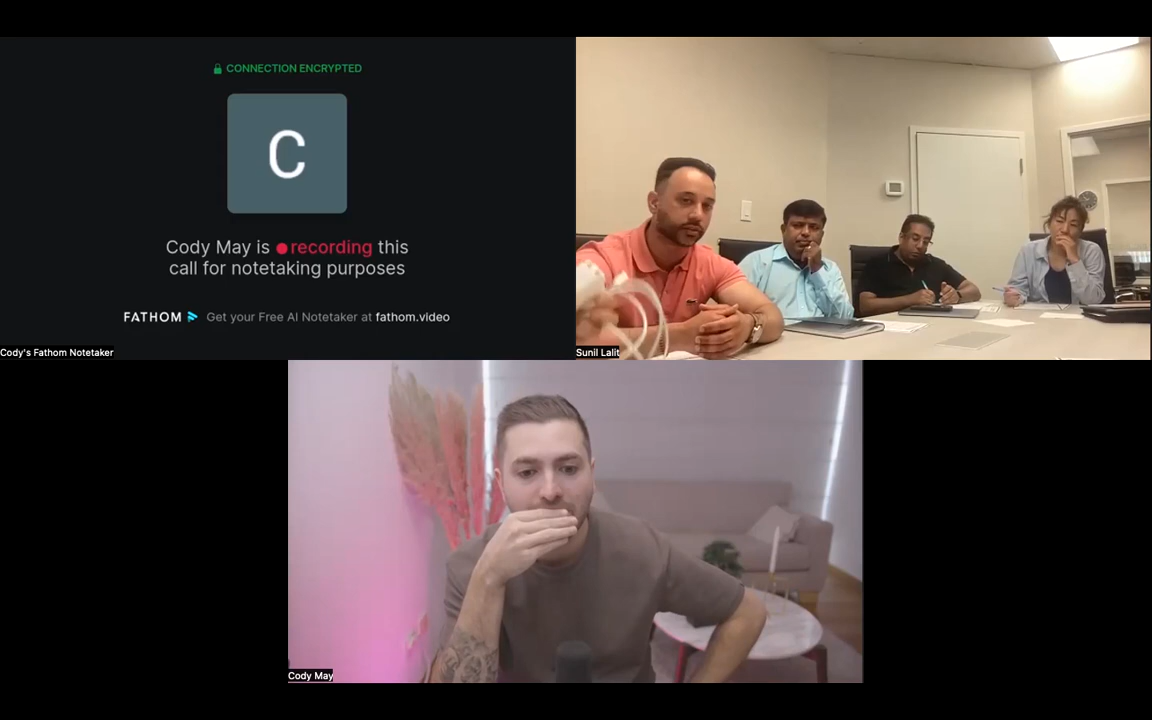 CONNECTION ENCRYPTED
C
Cody May is recording this
call for notetaking purposes
FATHOM Get your Free AI Notetaker at fathom.video
Cody's Fathom Notetaker
Sunil Lalit
Cody May